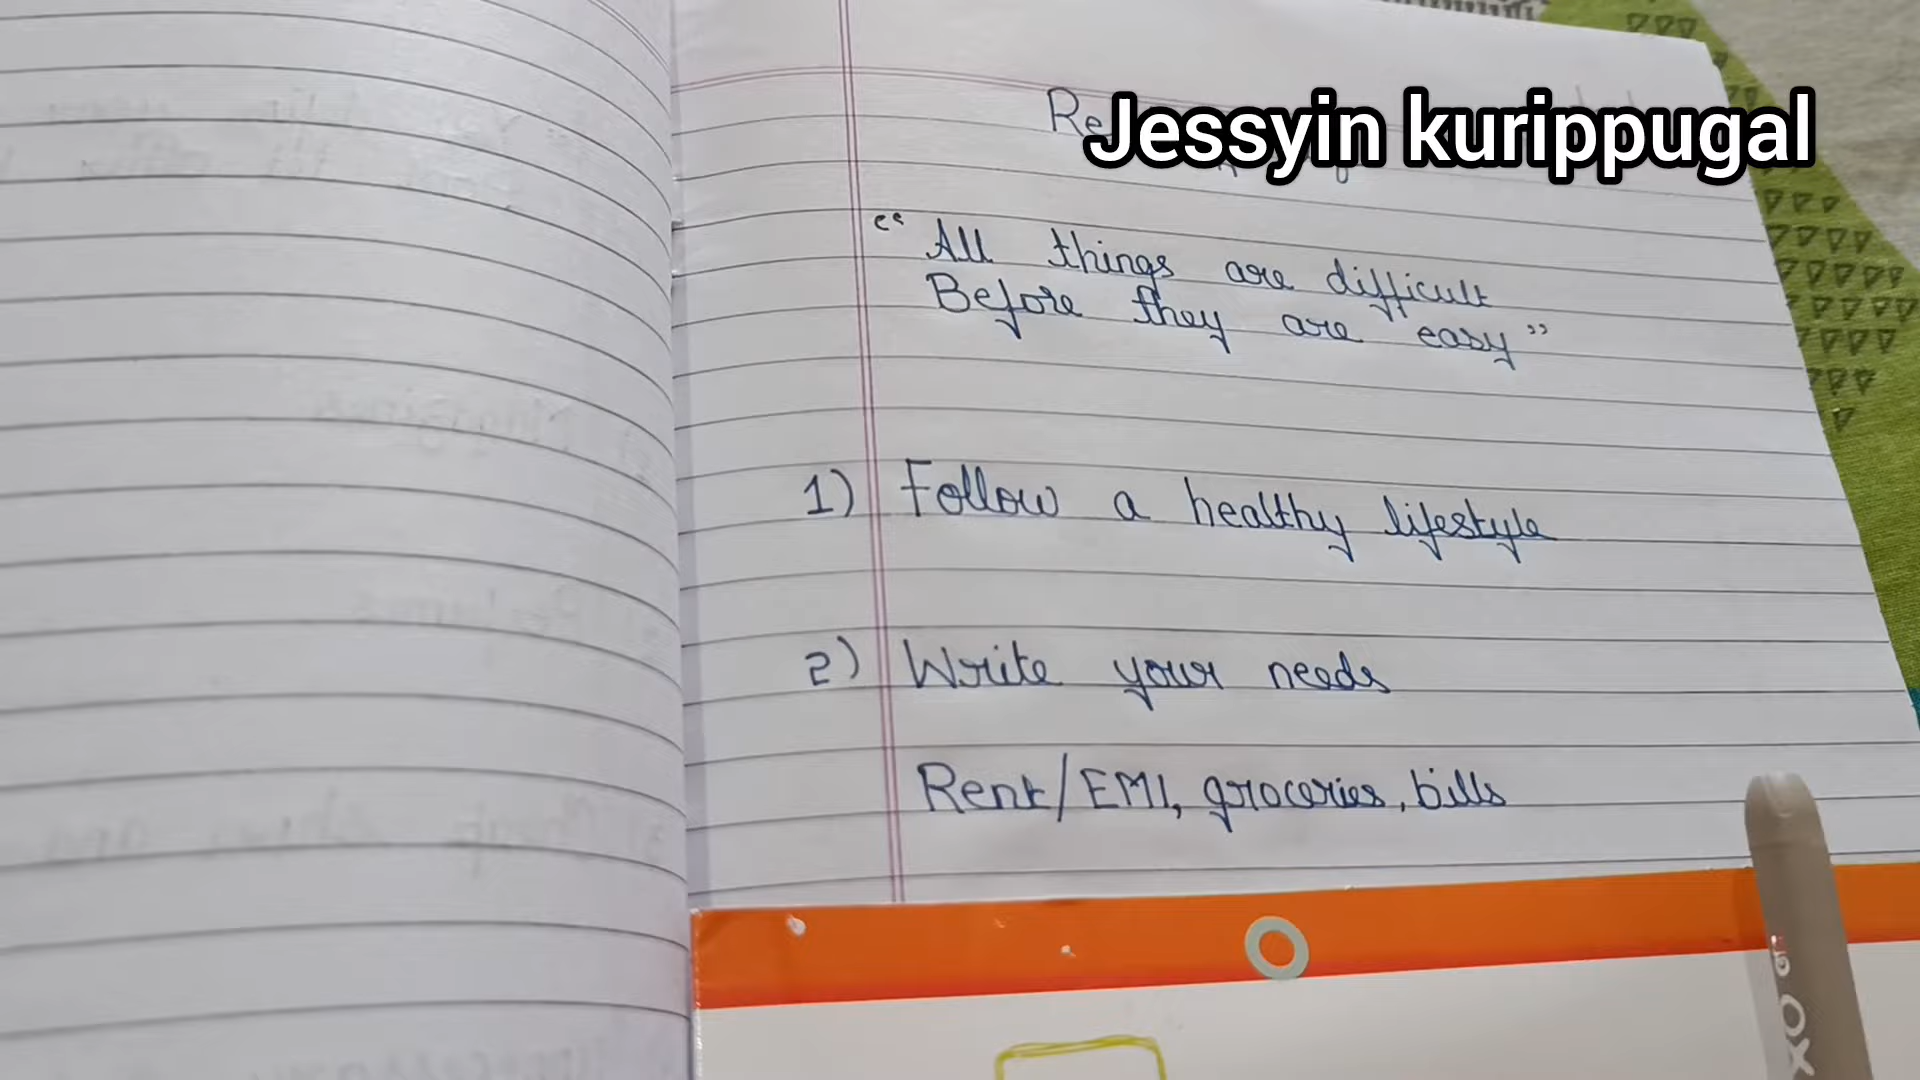 Jessyin kurippugal
“ All things are difficult
Before they are easy ”
1) Follow a healthy lifestyle
2) Write your needs
Rent/EMI, groceries, bills